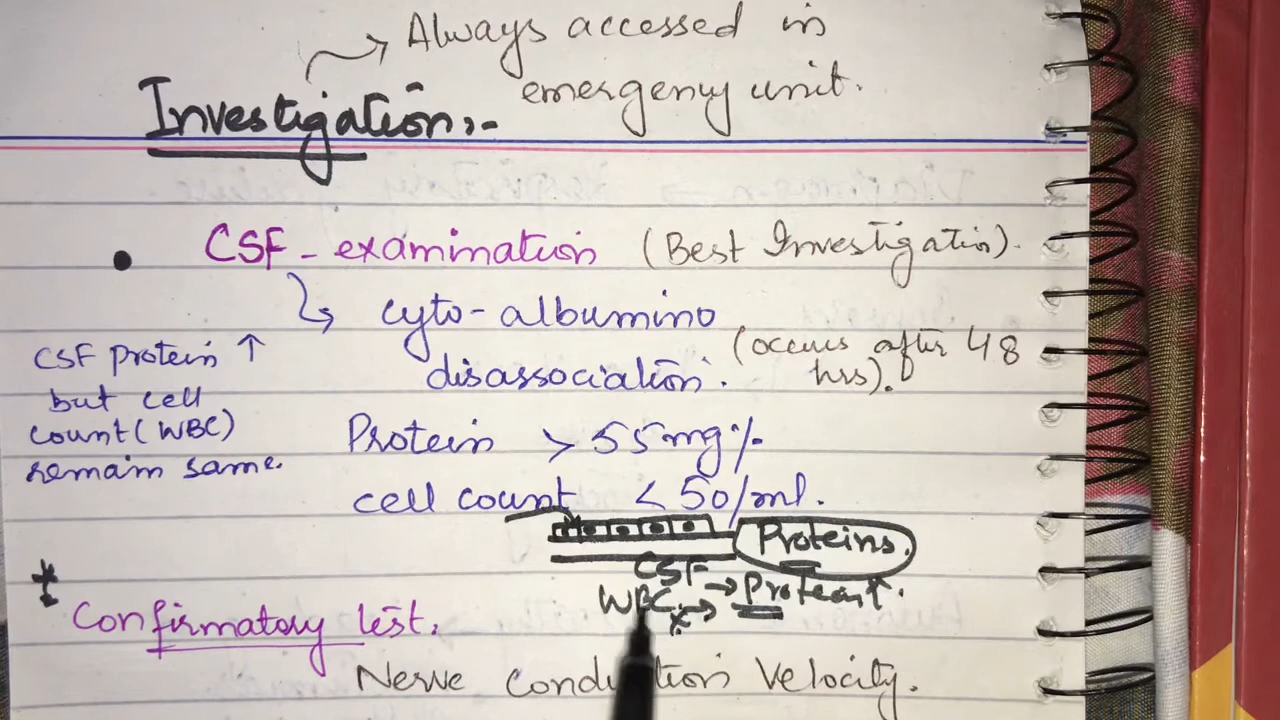 Always accessed in
emergency unit.
Investigation:-
CSF - examination (Best Investigation).
cyto-albumino
disassociation. (occurs after 48
hrs).
CSF protein ↑
but cell
count (WBC)
remain same.
Protein > 55 mg%
cell count < 50/ml.
Proteins.
CSF → Protein ↑.
WBC x →
* Confirmatory test:
Nerve Conduction Velocity.